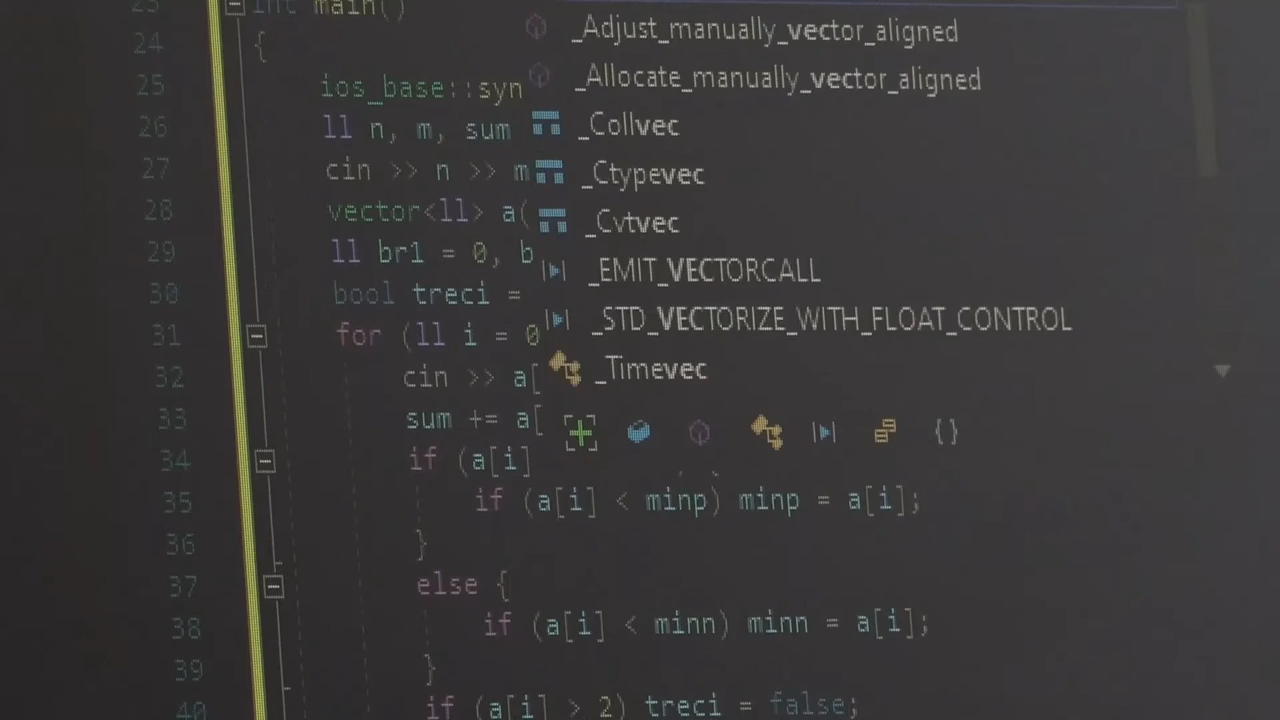 23 int main()
24 {
25 ios_base::syn
26 ll n, m, sum
27 cin >> n >> m
28 vector<ll> a(
29 ll br1 = 0, b
30 bool treci =
31 for (ll i = 0
32 cin >> a[
33 sum += a[
34 if (a[i]
35 if (a[i] < minp) minp = a[i];
36 }
37 else {
38 if (a[i] < minn) minn = a[i];
39 }
40 if (a[i] > 2) treci = false;
_Adjust_manually_vector_aligned
_Allocate_manually_vector_aligned
_Collvec
_Ctypevec
_Cvtvec
_EMIT_VECTORCALL
_STD_VECTORIZE_WITH_FLOAT_CONTROL
_Timevec
{}